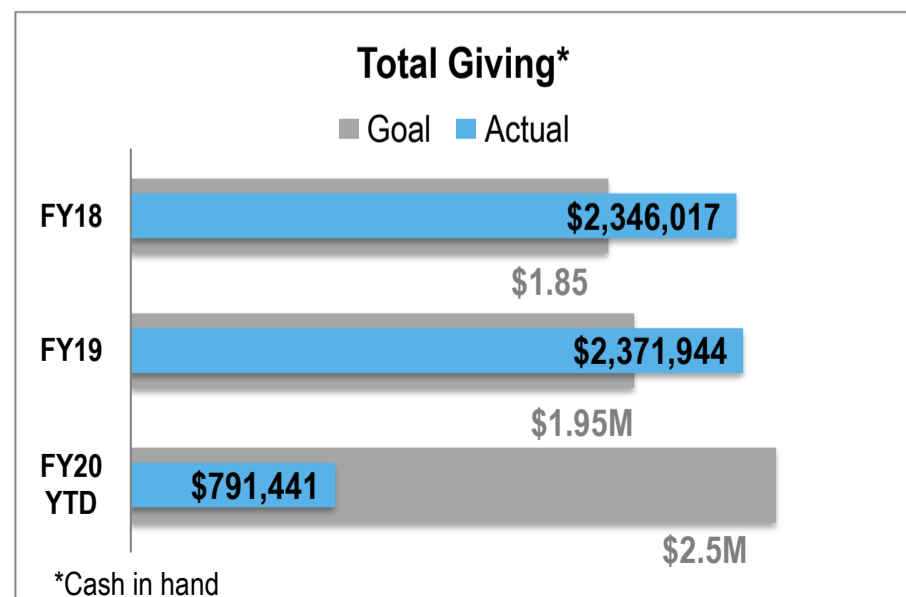 Total Giving*
Goal Actual
FY18
$2,346,017
$1.85
FY19
$2,371,944
$1.95M
FY20
YTD
$791,441
$2.5M
*Cash in hand